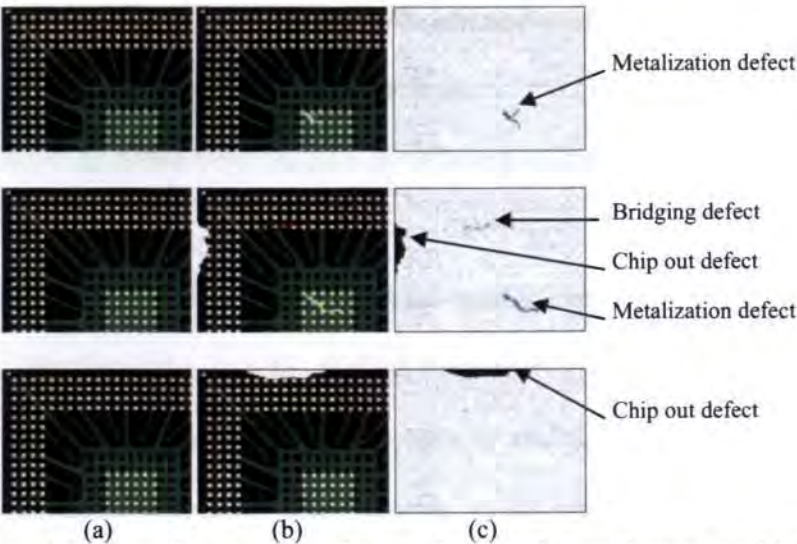 Metalization defect
Bridging defect
Chip out defect
Metalization defect
Chip out defect
(a) (b) (c)